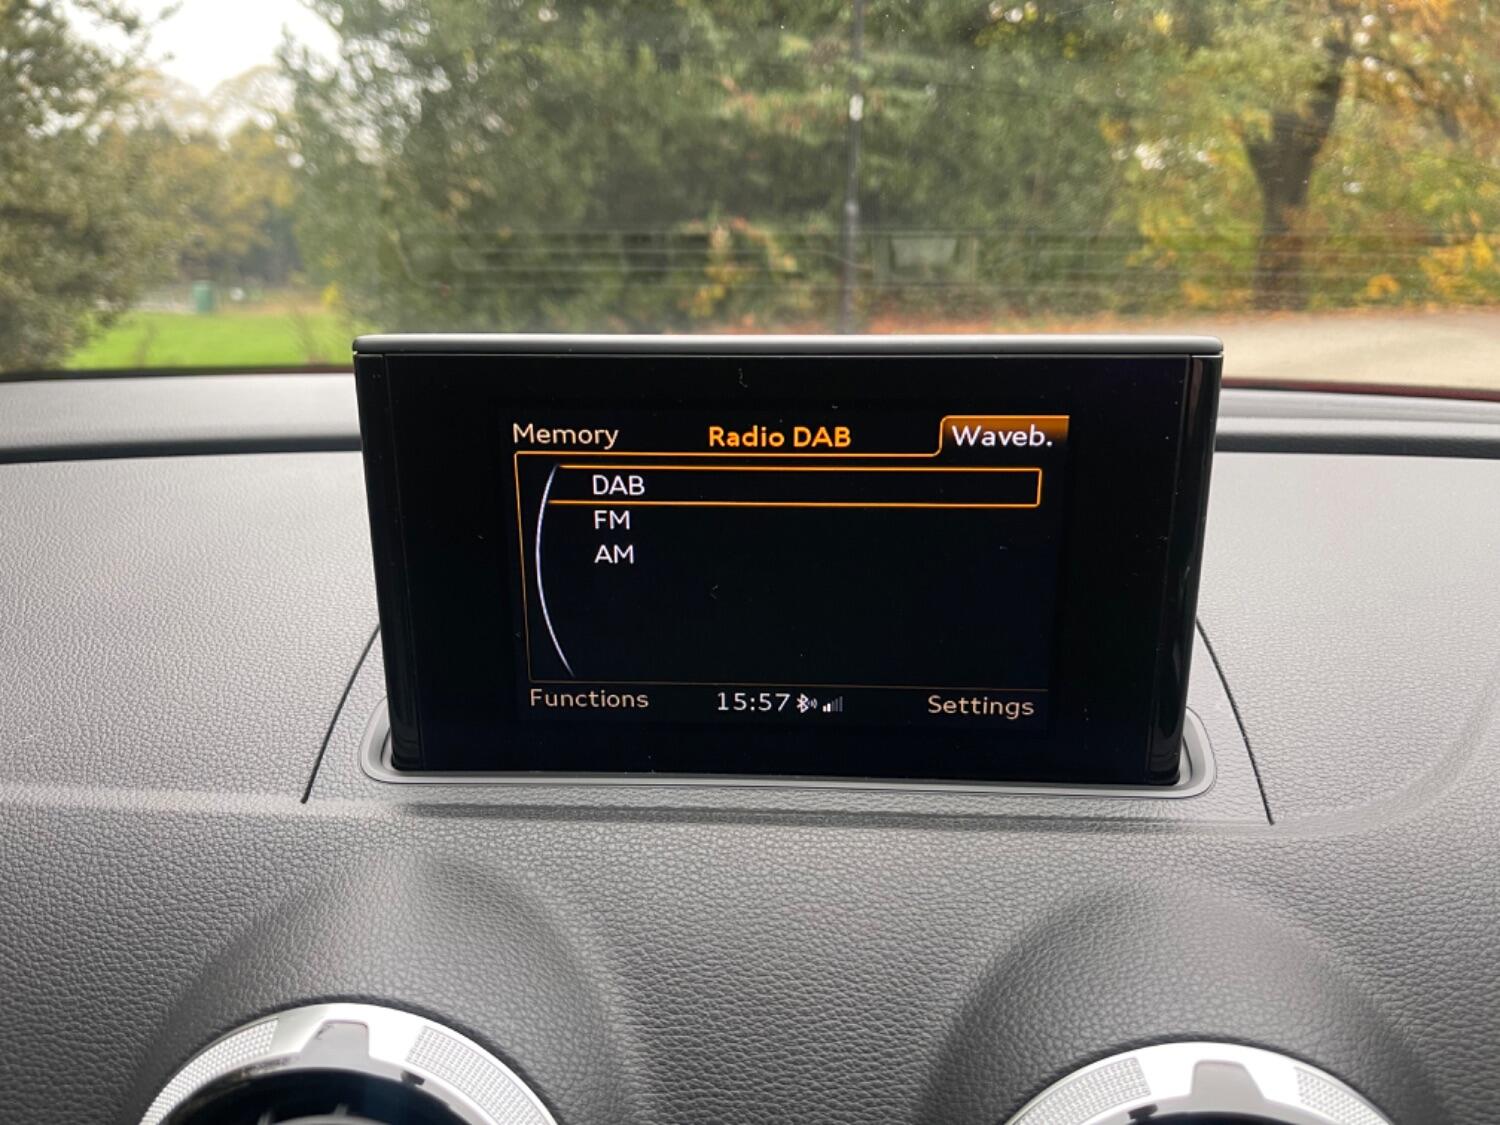 Memory Radio DAB Waveb.
DAB
FM
AM
Functions 15:57 Settings